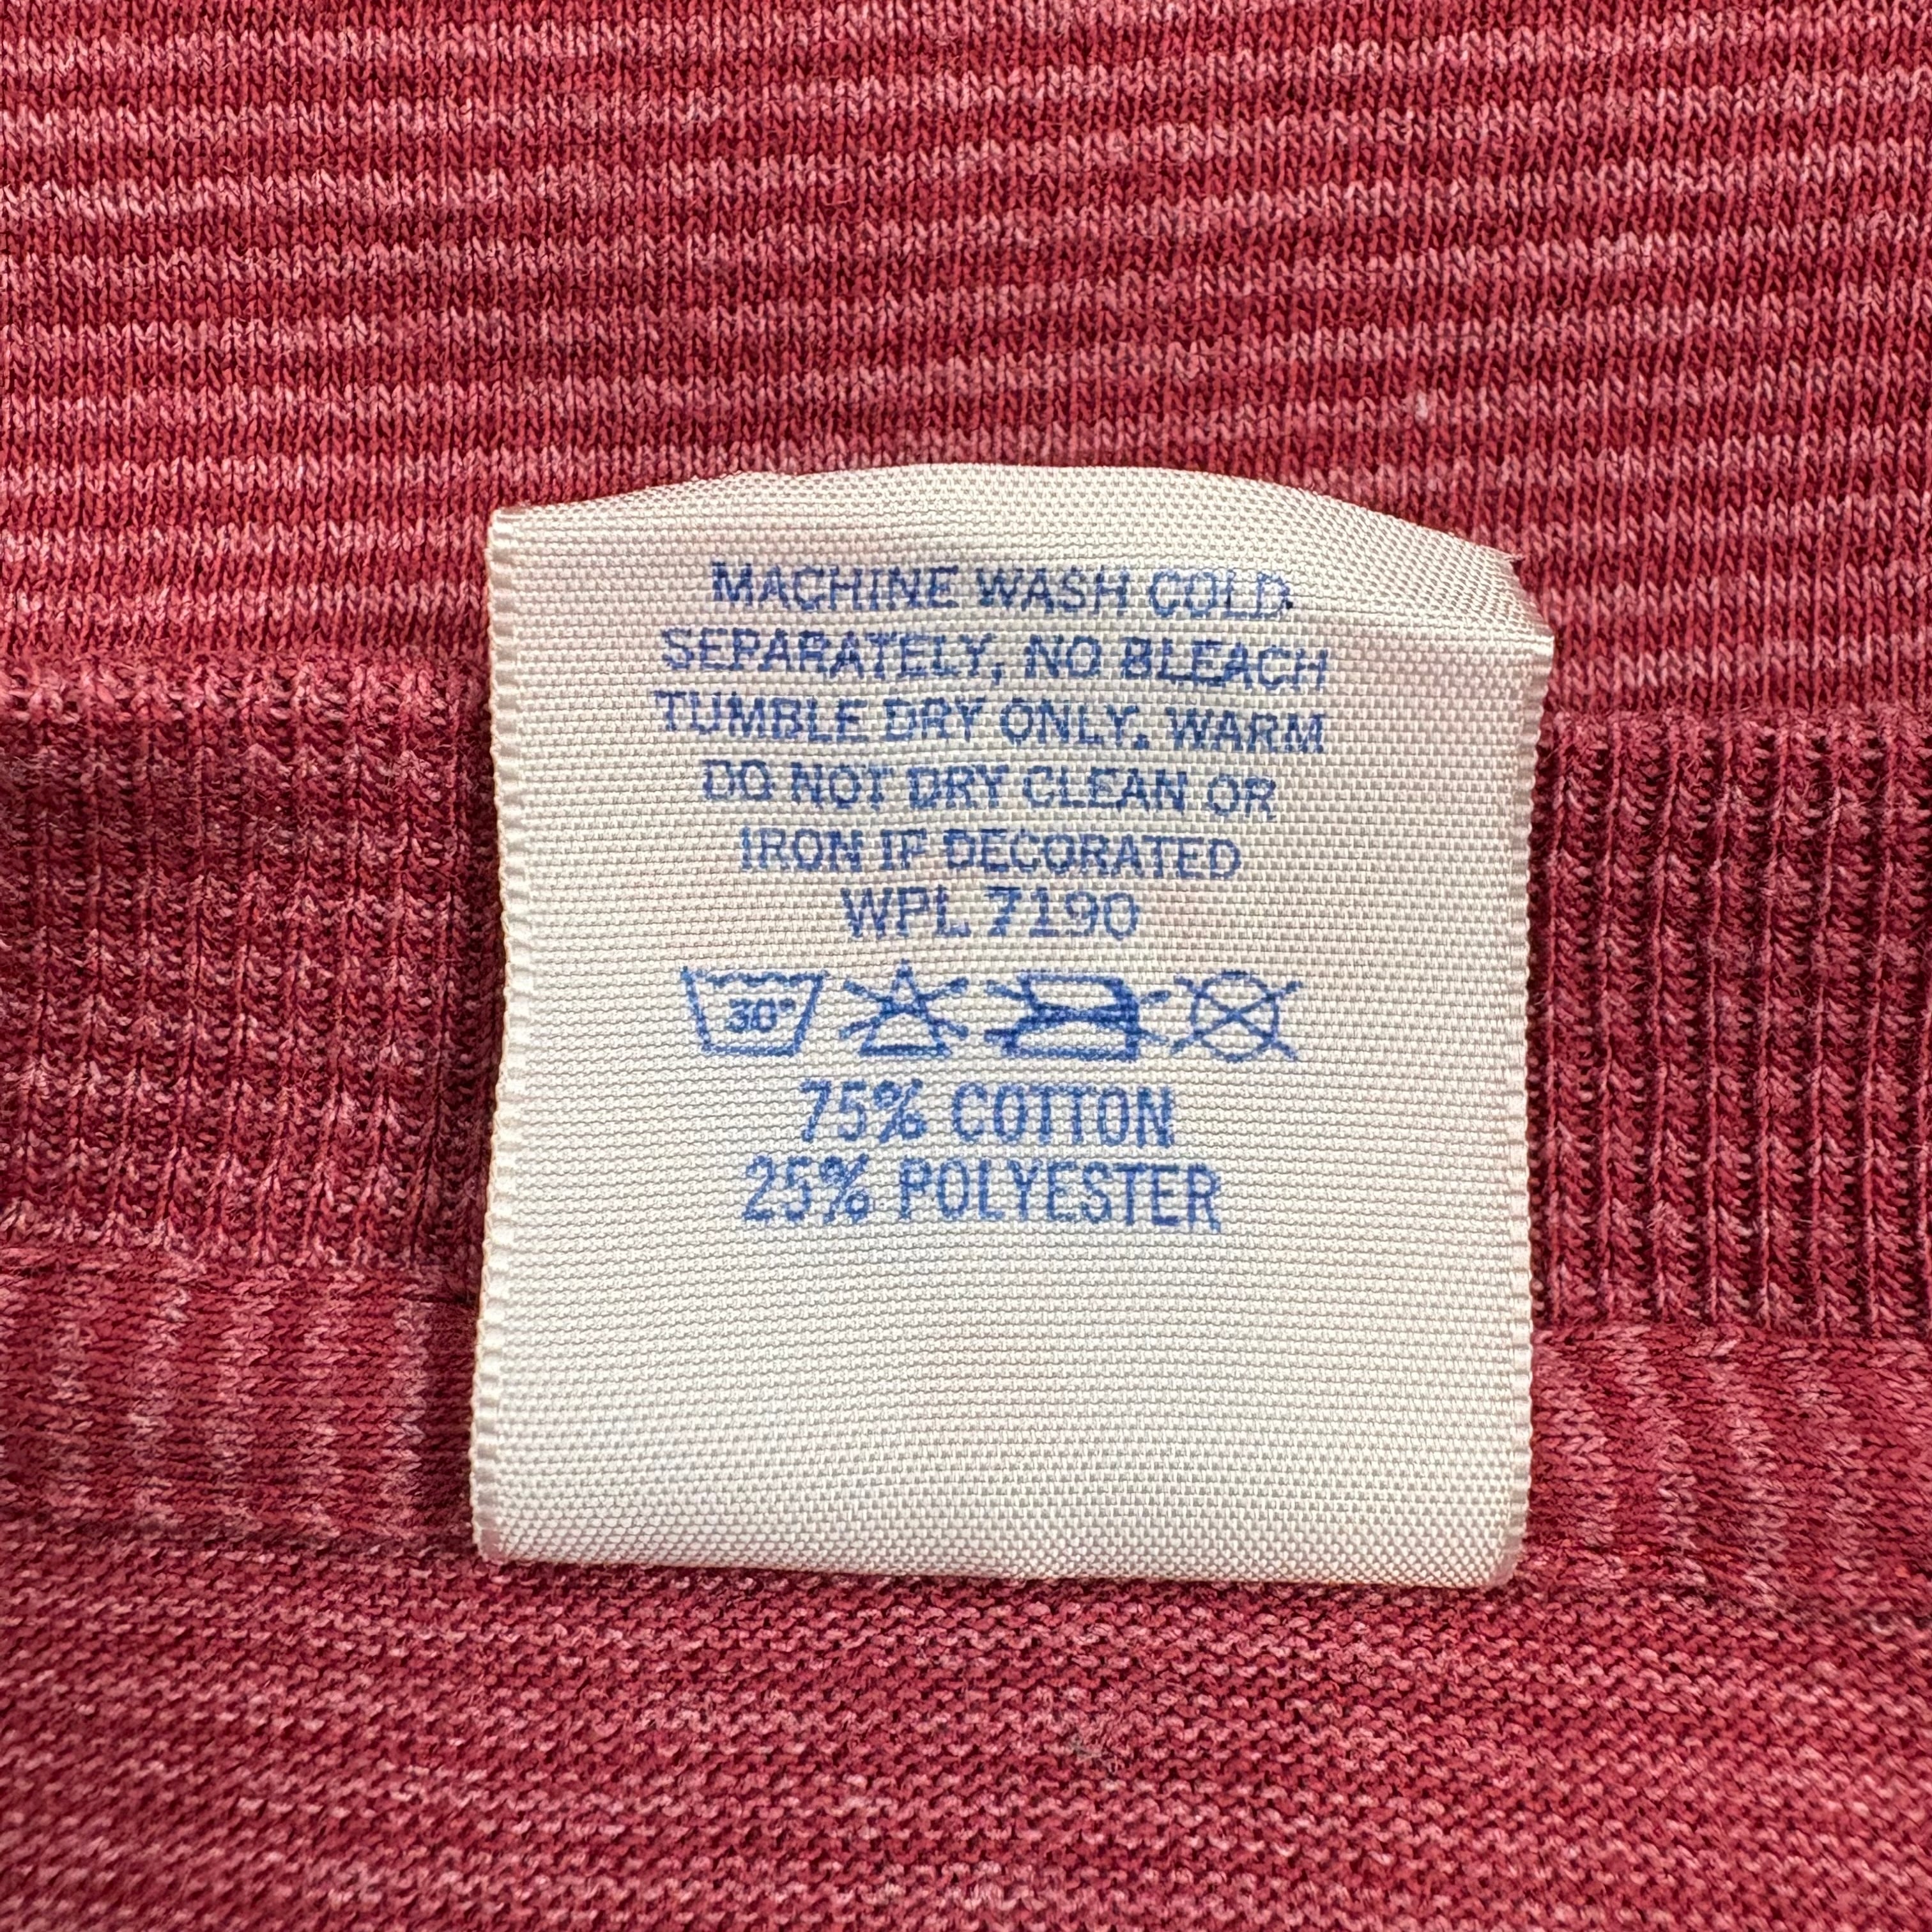 MACHINE WASH COLD
SEPARATELY, NO BLEACH
TUMBLE DRY ONLY. WARM
DO NOT DRY CLEAN OR
IRON IF DECORATED
WPL 7190
30°
75% COTTON
25% POLYESTER